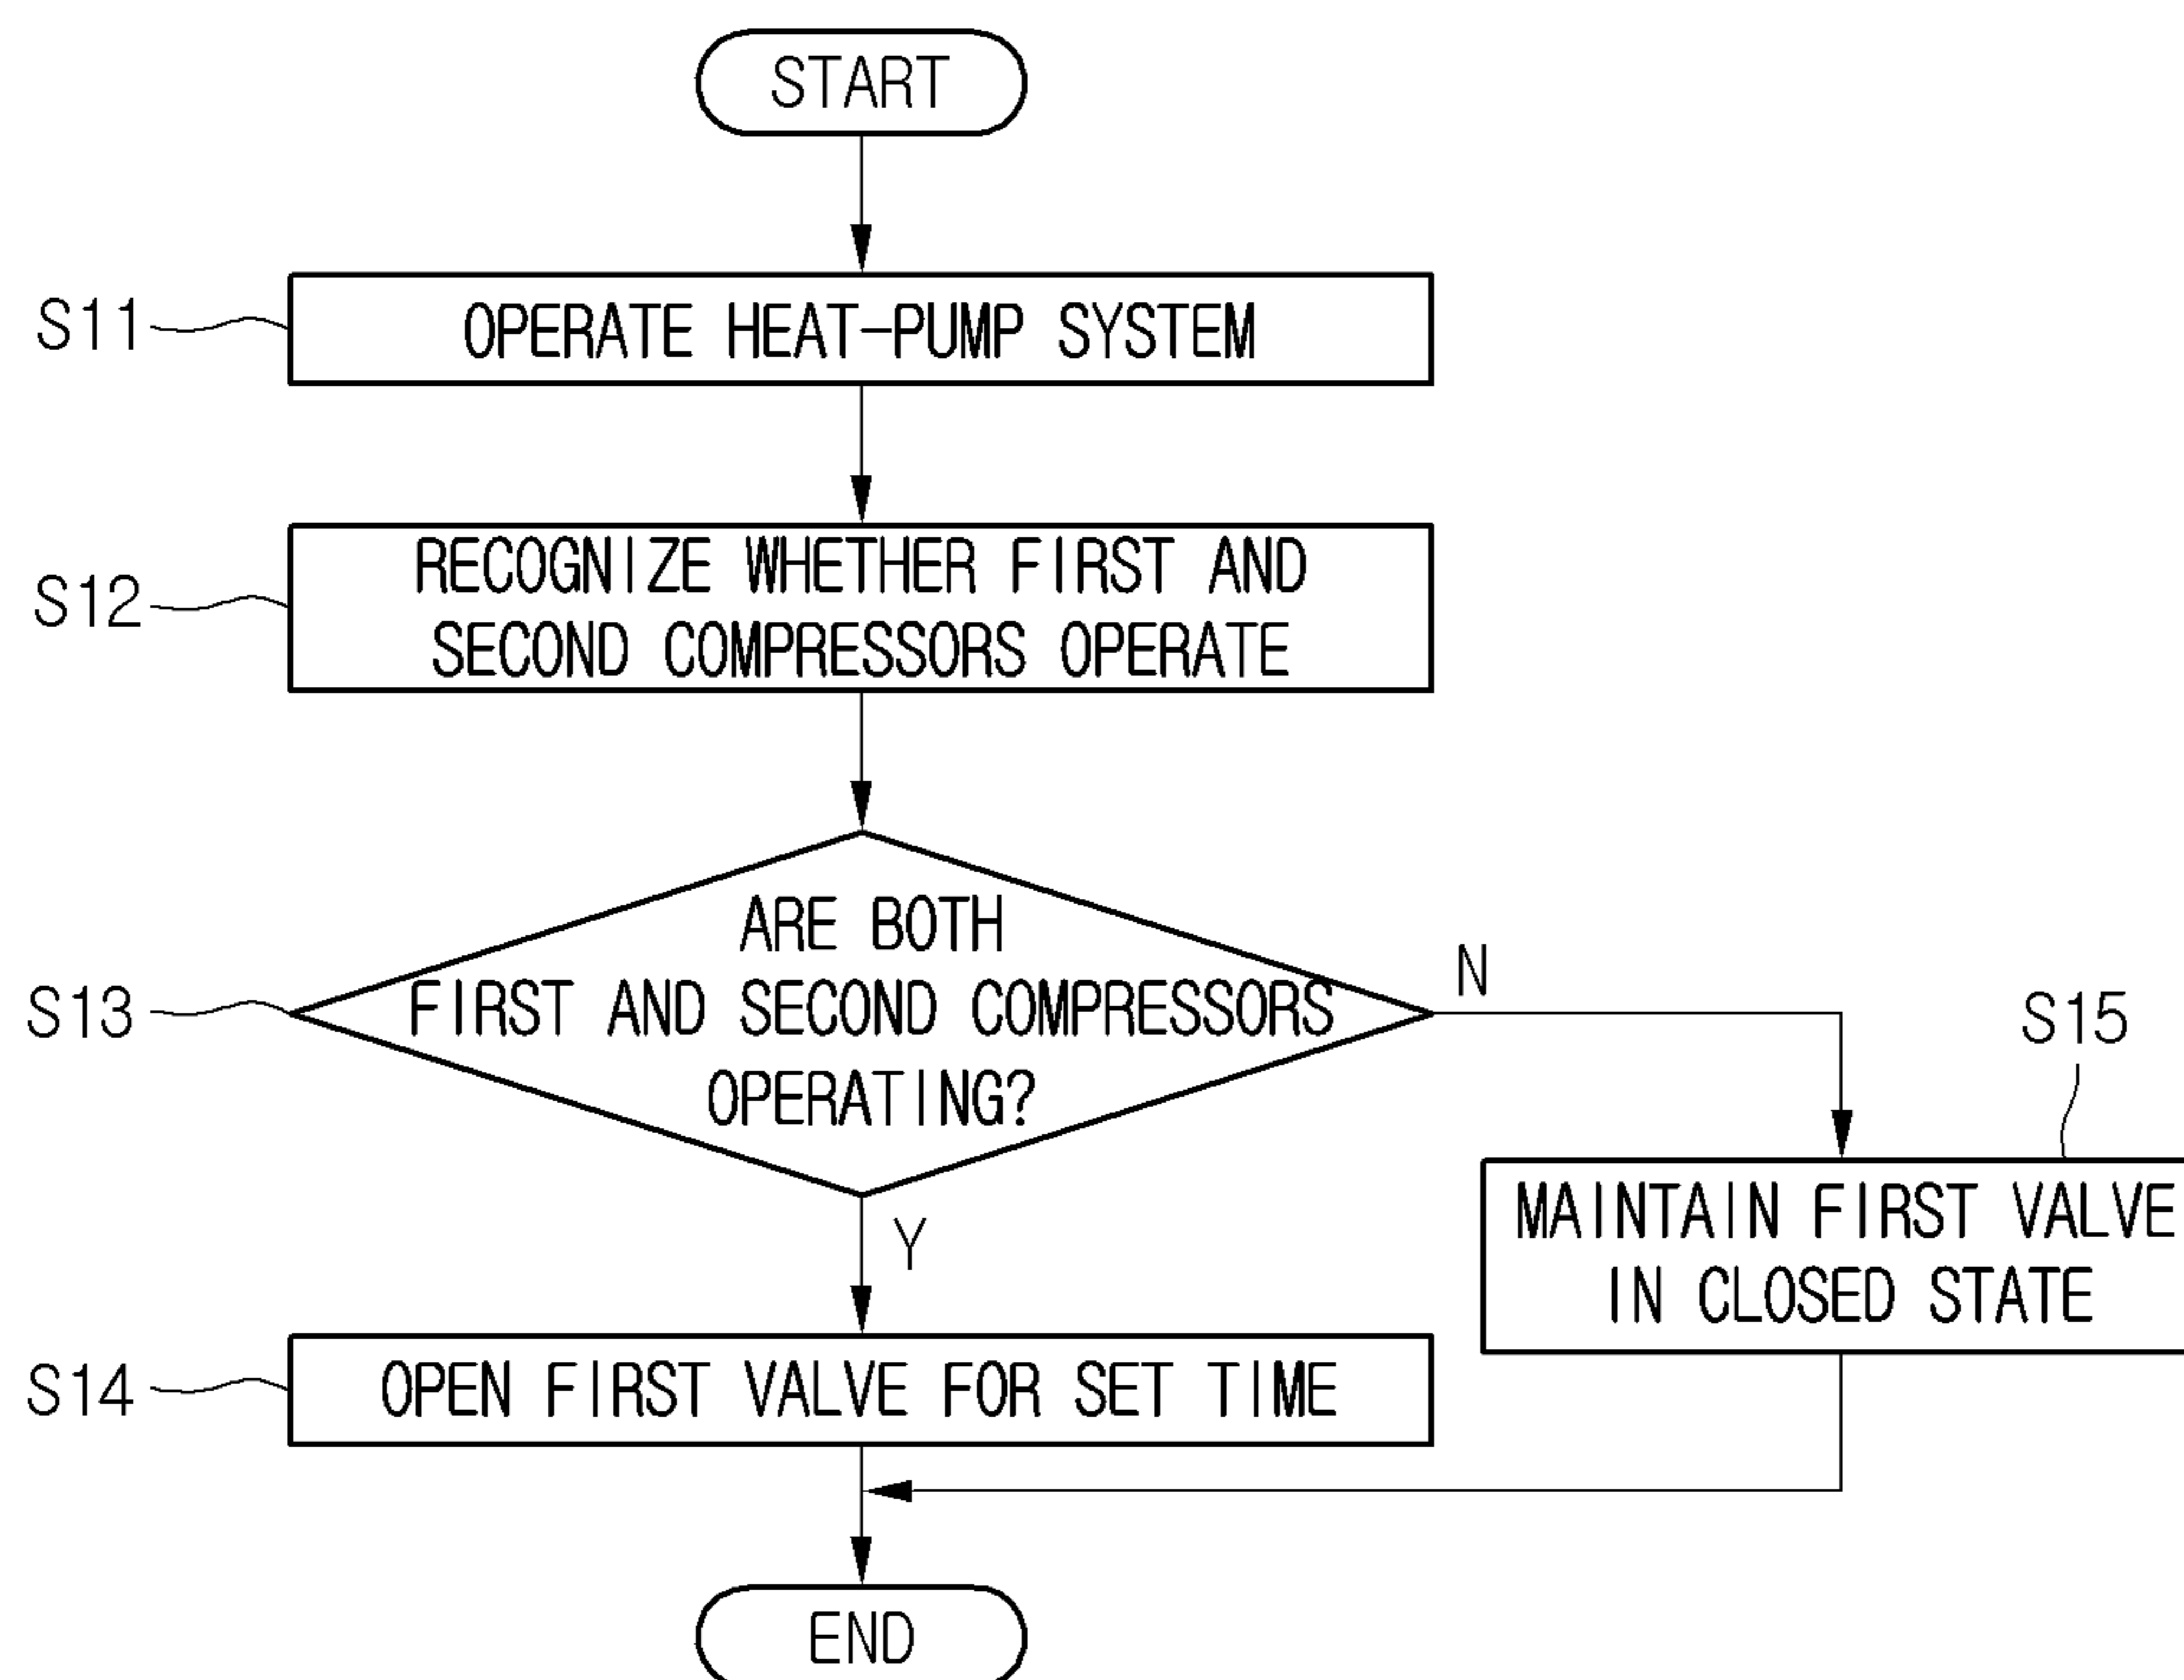 START
S11
OPERATE HEAT-PUMP SYSTEM
S12
RECOGNIZE WHETHER FIRST AND
SECOND COMPRESSORS OPERATE
S13
ARE BOTH
FIRST AND SECOND COMPRESSORS
OPERATING?
N
S15
MAINTAIN FIRST VALVE
IN CLOSED STATE
Y
S14
OPEN FIRST VALVE FOR SET TIME
END